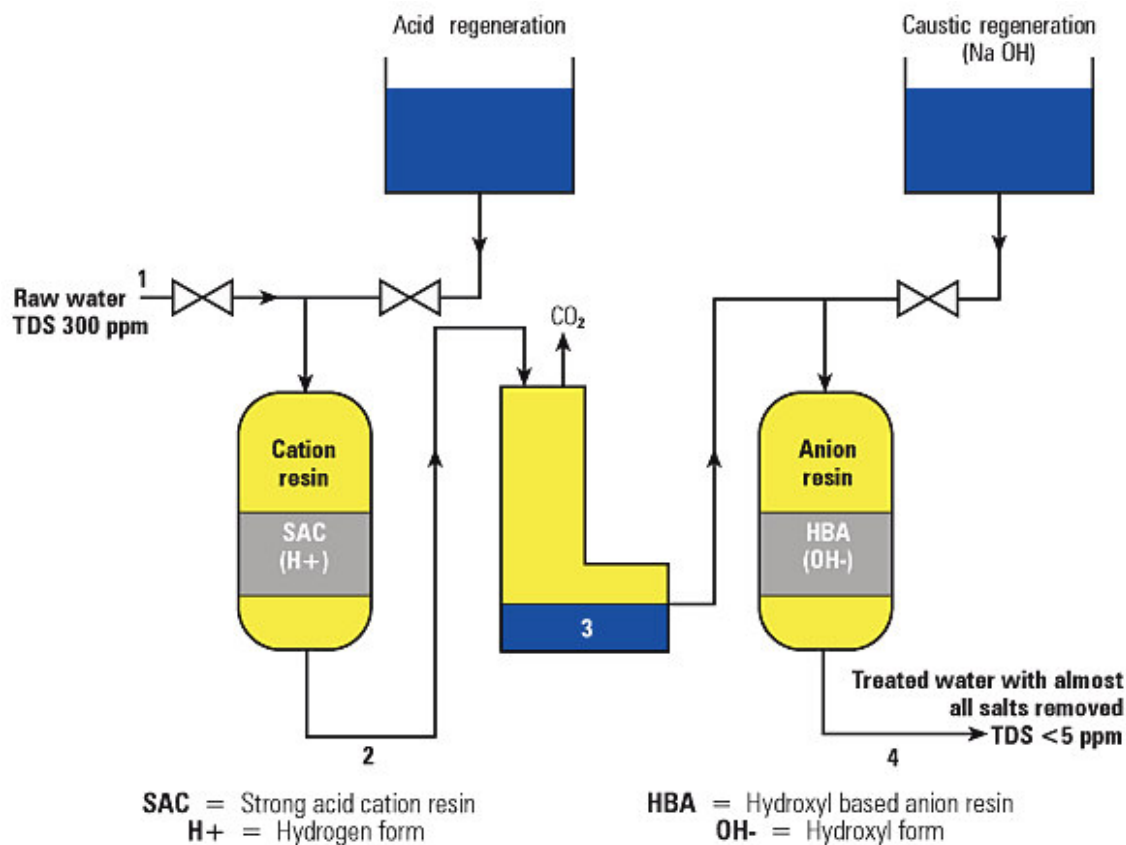 Acid regeneration
Caustic regeneration
(Na OH)
1
Raw water
TDS 300 ppm
CO₂
Cation
resin
SAC
(H+)
Anion
resin
HBA
(OH-)
3
Treated water with almost
all salts removed
TDS <5 ppm
2
4
SAC = Strong acid cation resin
H+ = Hydrogen form
HBA = Hydroxyl based anion resin
OH- = Hydroxyl form